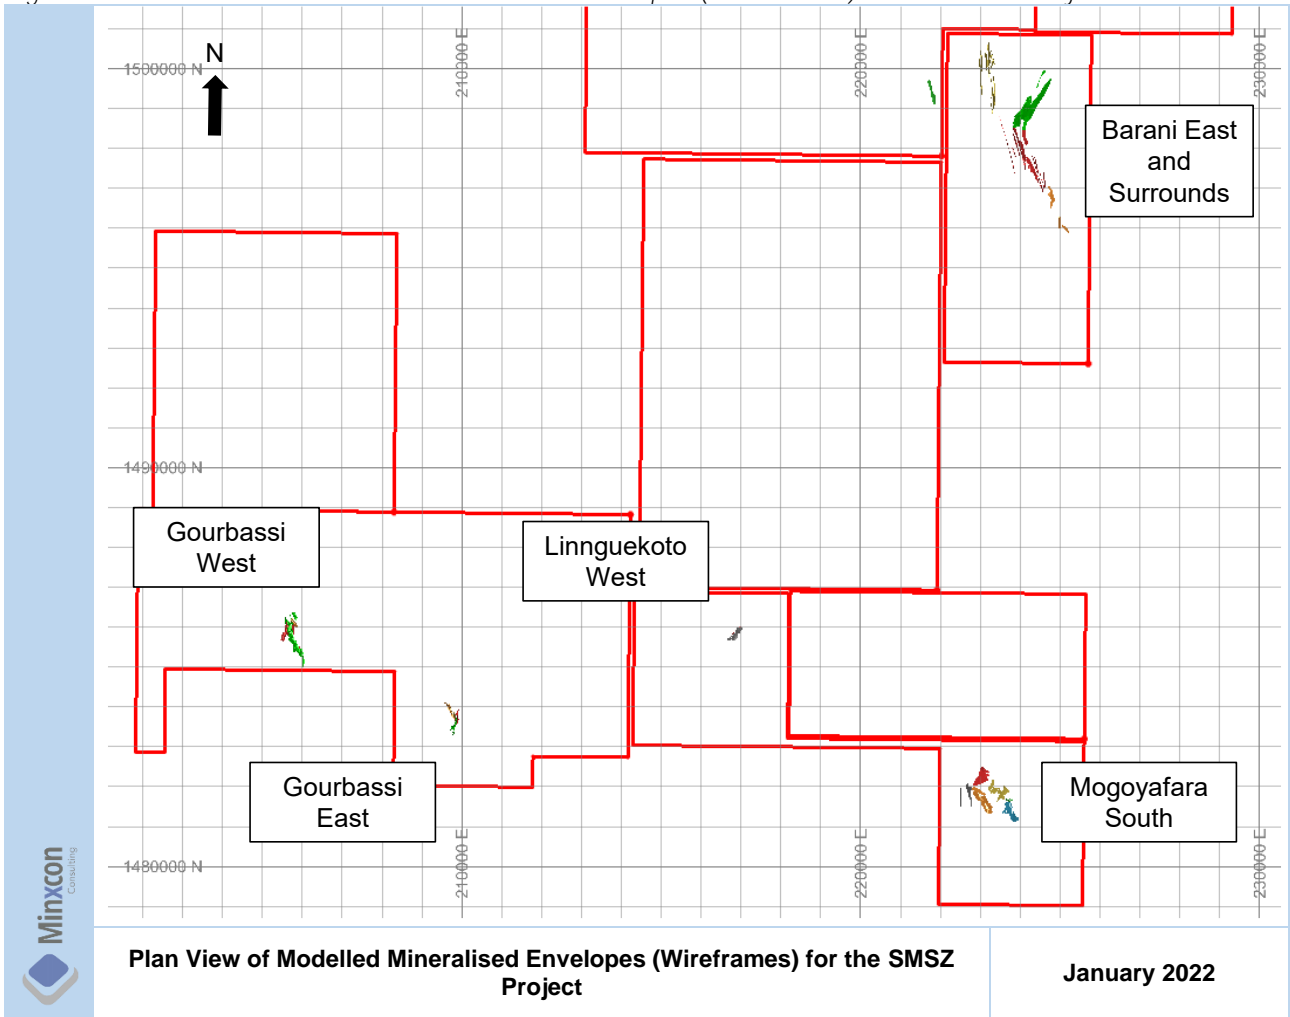 N
210000 E
220000 E
230000 E
1500000 N
Barani East
and
Surrounds
1490000 N
Gourbassi
West
Linnguekoto
West
Gourbassi
East
Mogoyafara
South
1480000 N
210000 E
220000 E
230000 E
Minxcon
Consulting
Plan View of Modelled Mineralised Envelopes (Wireframes) for the SMSZ
Project
January 2022